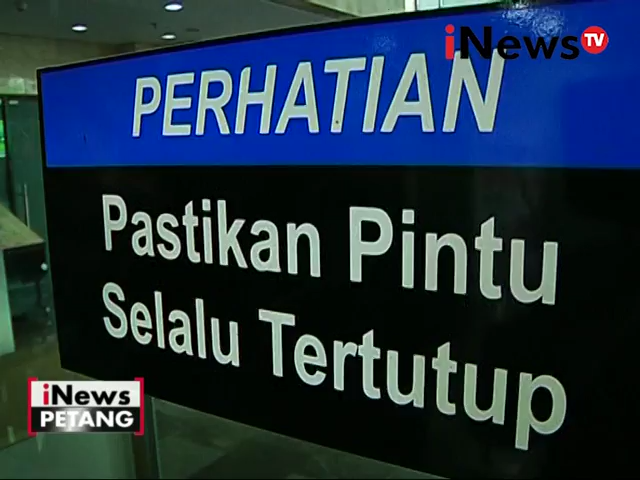 iNews TV
PERHATIAN
Pastikan Pintu
Selalu Tertutup
iNews
PETANG